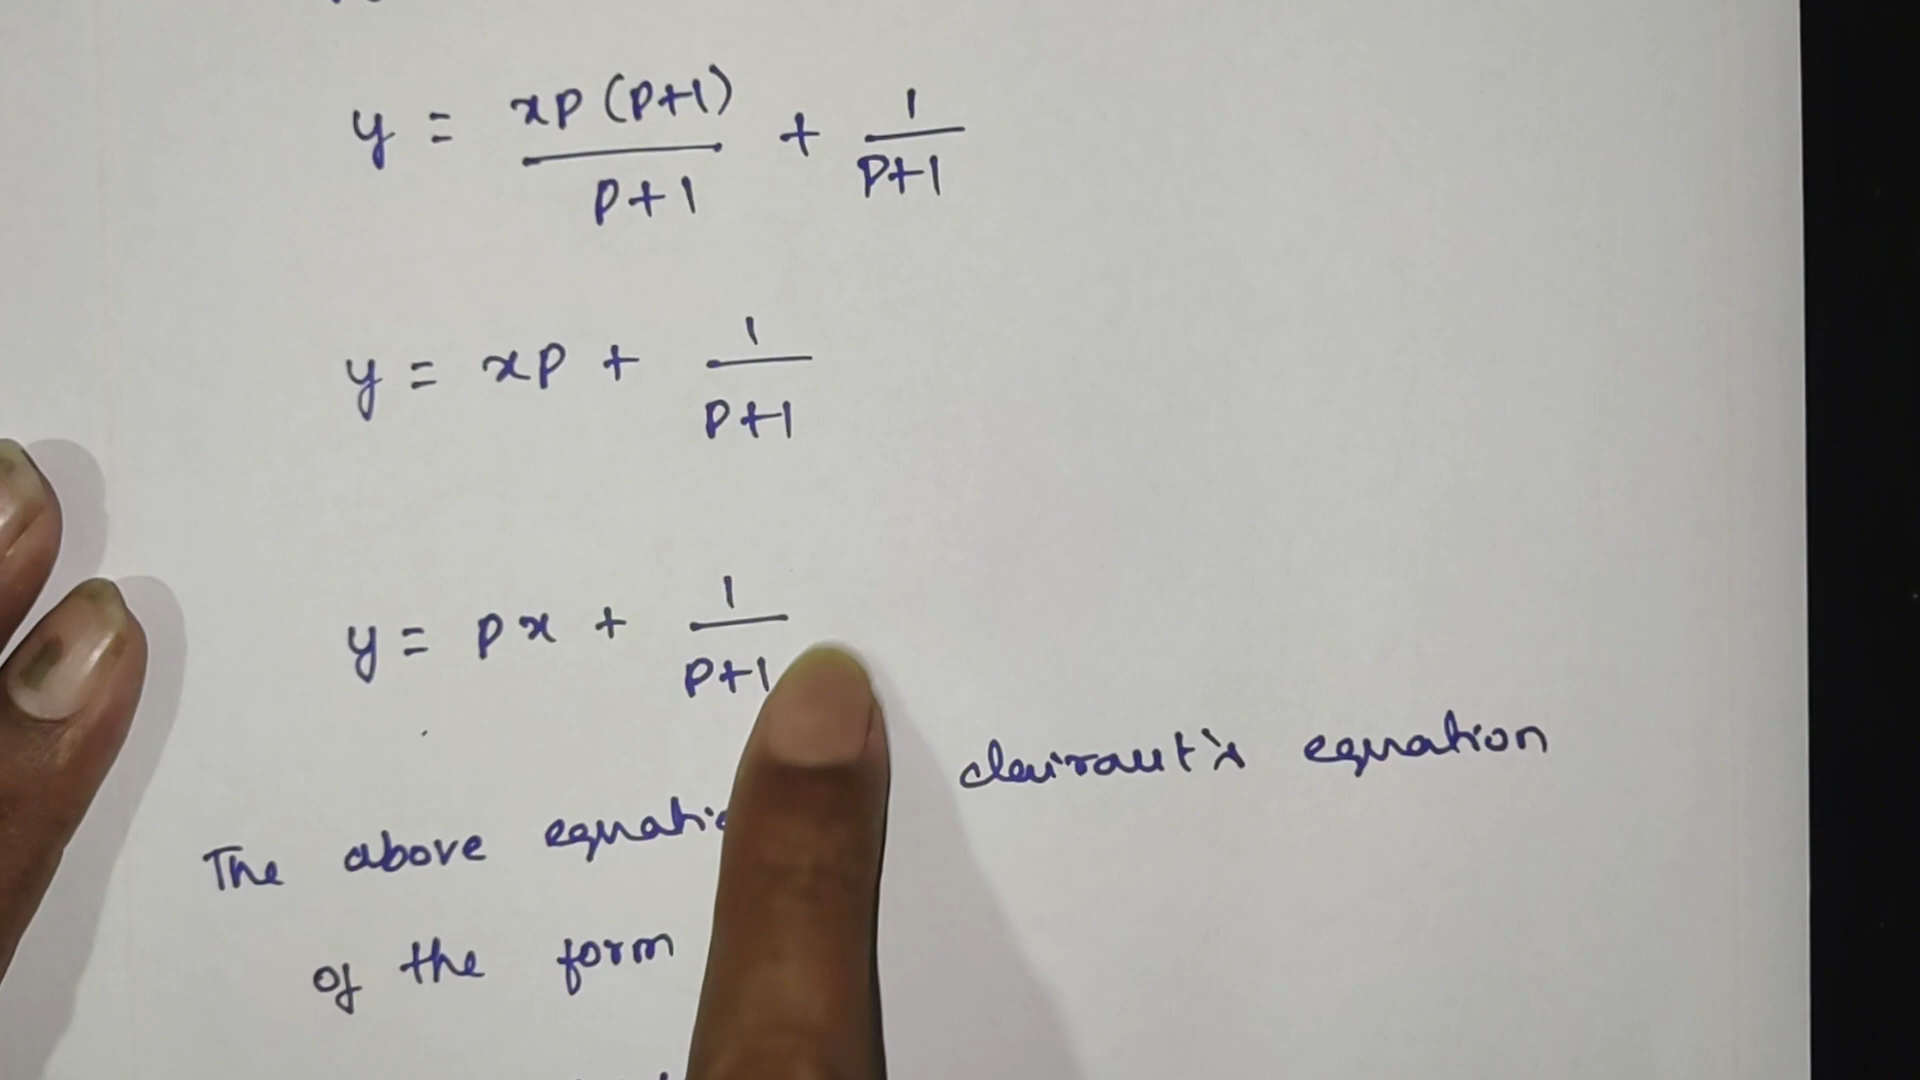 y = xp (p+1) / p+1 + 1 / p+1
y = xp + 1 / p+1
y = px + 1 / p+1
The above clairaut's equation
of the form